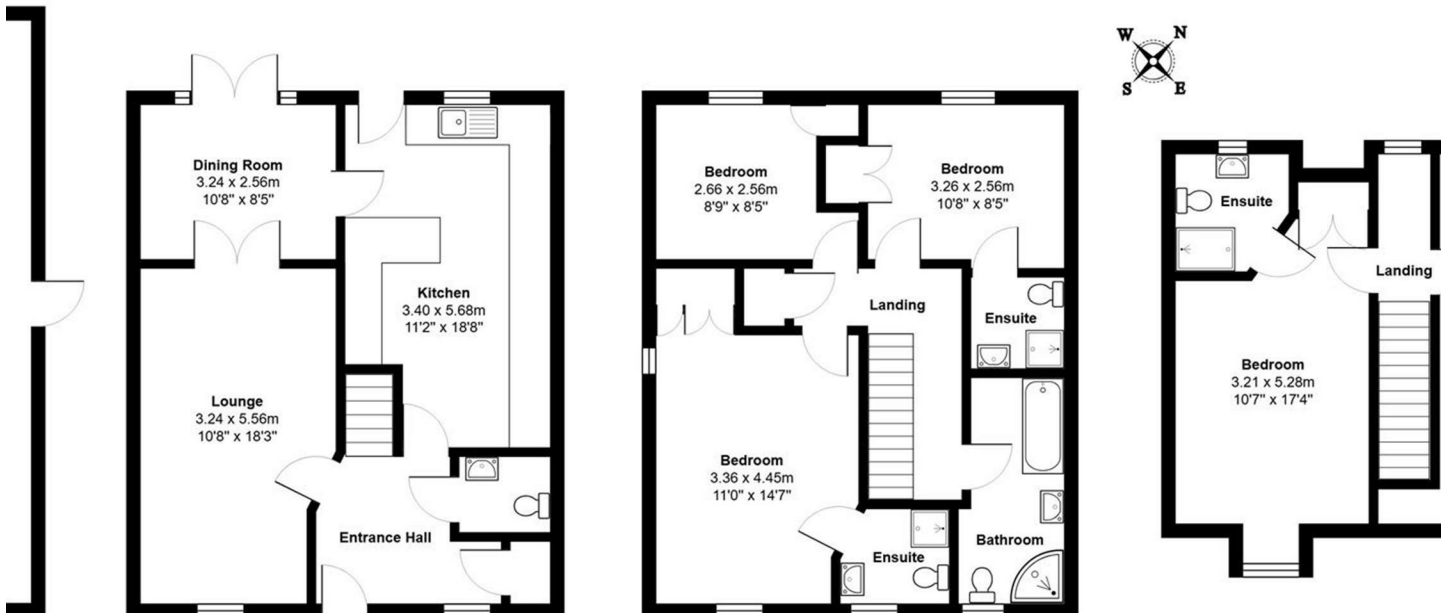 W N
S E
Dining Room
3.24 x 2.56m
10'8" x 8'5"
Kitchen
3.40 x 5.68m
11'2" x 18'8"
Lounge
3.24 x 5.56m
10'8" x 18'3"
Entrance Hall
Bedroom
2.66 x 2.56m
8'9" x 8'5"
Bedroom
3.26 x 2.56m
10'8" x 8'5"
Landing
Ensuite
Bedroom
3.36 x 4.45m
11'0" x 14'7"
Ensuite
Bathroom
Ensuite
Landing
Bedroom
3.21 x 5.28m
10'7" x 17'4"